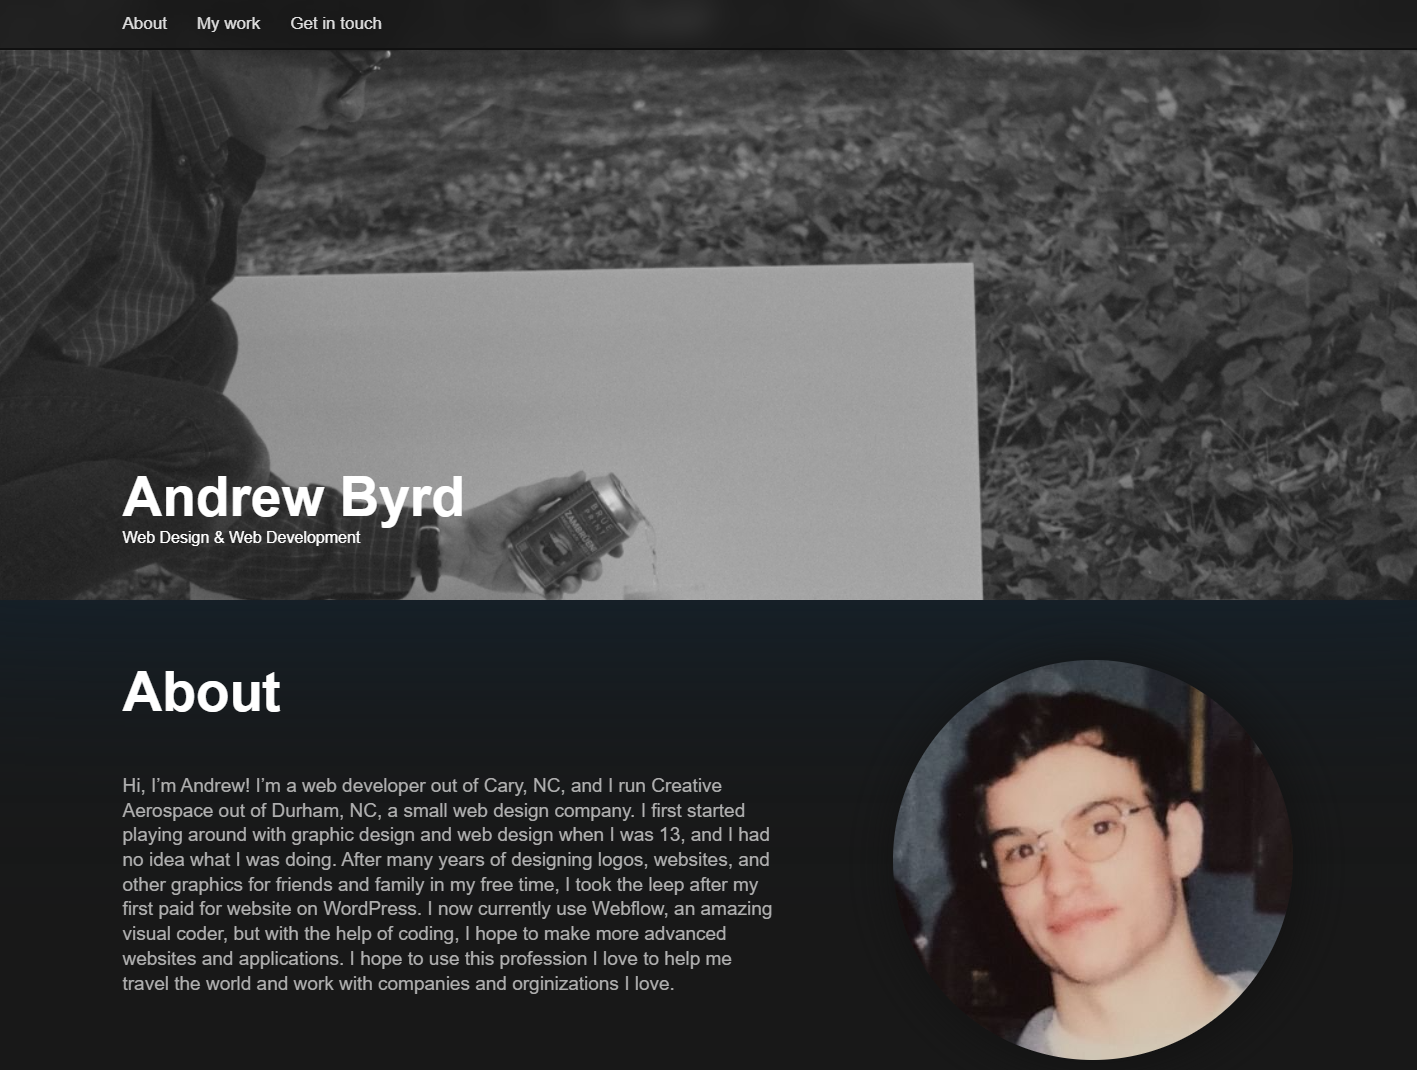 About My work Get in touch
Andrew Byrd
Web Design & Web Development
About
Hi, I’m Andrew! I’m a web developer out of Cary, NC, and I run Creative
Aerospace out of Durham, NC, a small web design company. I first started
playing around with graphic design and web design when I was 13, and I had
no idea what I was doing. After many years of designing logos, websites, and
other graphics for friends and family in my free time, I took the leap after my
first paid for website on WordPress. I now currently use Webflow, an amazing
visual coder, but with the help of coding, I hope to make more advanced
websites and applications. I hope to use this profession I love to help me
travel the world and work with companies and orginizations I love.